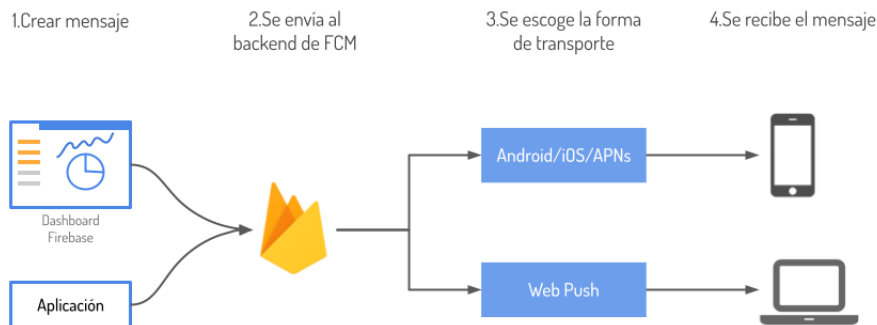 1.Crear mensaje
2.Se envía al
backend de FCM
3.Se escoge la forma
de transporte
4.Se recibe el mensaje
Dashboard
Firebase
Android/iOS/APNs
Aplicación
Web Push